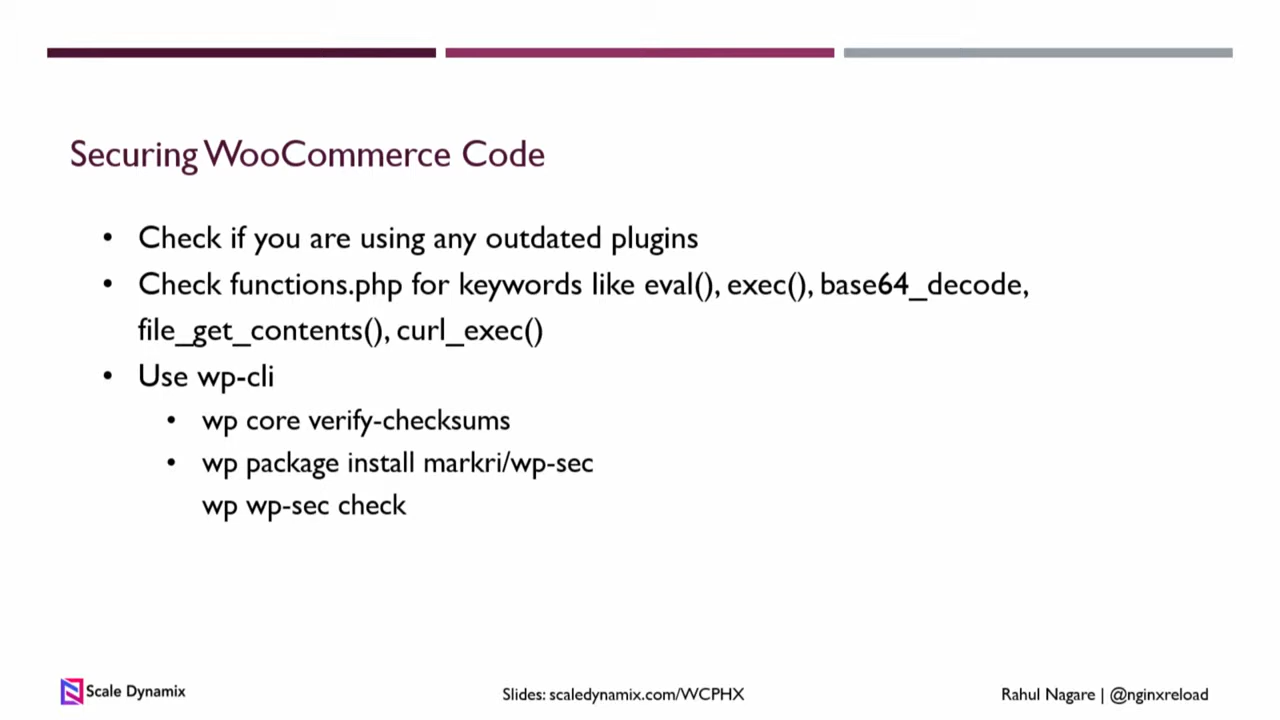 Securing WooCommerce Code
• Check if you are using any outdated plugins
• Check functions.php for keywords like eval(), exec(), base64_decode,
file_get_contents(), curl_exec()
• Use wp-cli
• wp core verify-checksums
• wp package install markri/wp-sec
wp wp-sec check
Scale Dynamix
Slides: scaledynamix.com/WCPHX
Rahul Nagare | @nginxreload